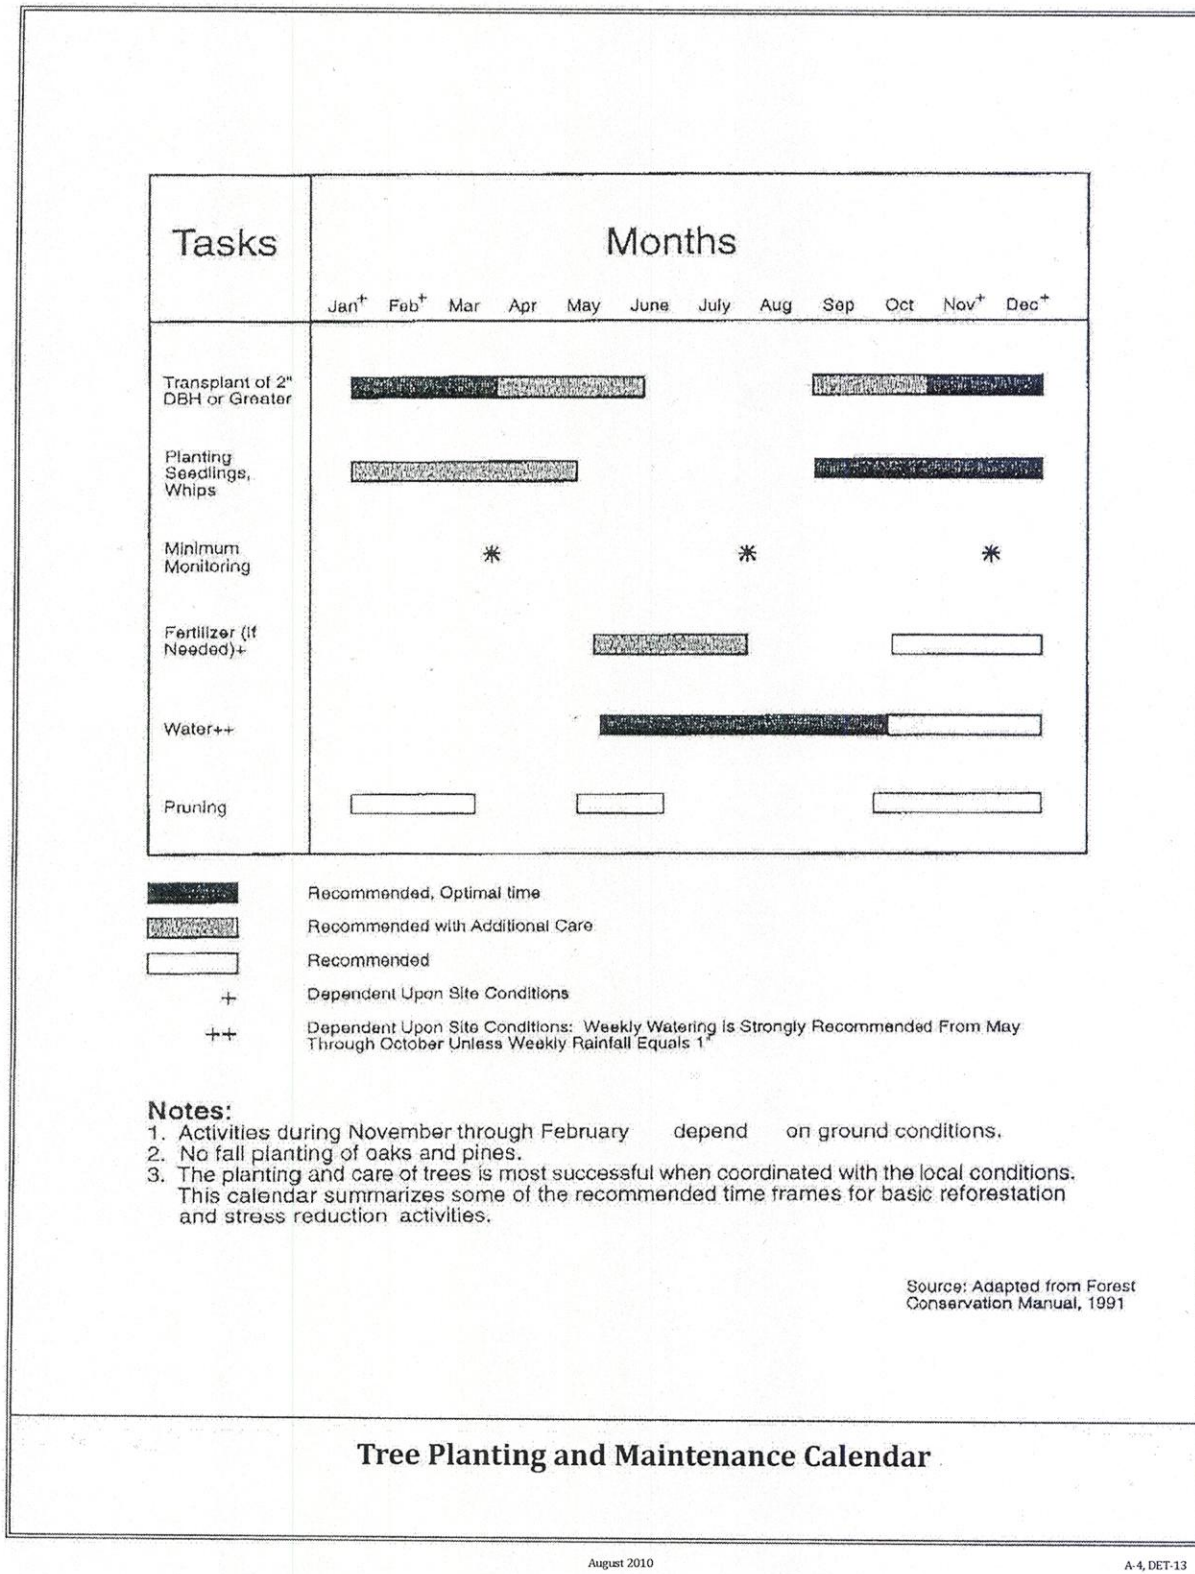 Tasks
Months
Jan+ Feb+ Mar Apr May June July Aug Sep Oct Nov+ Dec+
Transplant of 2"
DBH or Greater
Planting
Seedlings,
Whips
Minimum
Monitoring
Fertilizer (If
Needed)+
Water++
Pruning
Recommended, Optimal time
Recommended with Additional Care
Recommended
+ Dependent Upon Site Conditions
++ Dependent Upon Site Conditions: Weekly Watering is Strongly Recommended From May
Through October Unless Weekly Rainfall Equals 1"
Notes:
1. Activities during November through February depend on ground conditions.
2. No fall planting of oaks and pines.
3. The planting and care of trees is most successful when coordinated with the local conditions.
This calendar summarizes some of the recommended time frames for basic reforestation
and stress reduction activities.
Source: Adapted from Forest
Conservation Manual, 1991
Tree Planting and Maintenance Calendar
August 2010
A-4, DET-13